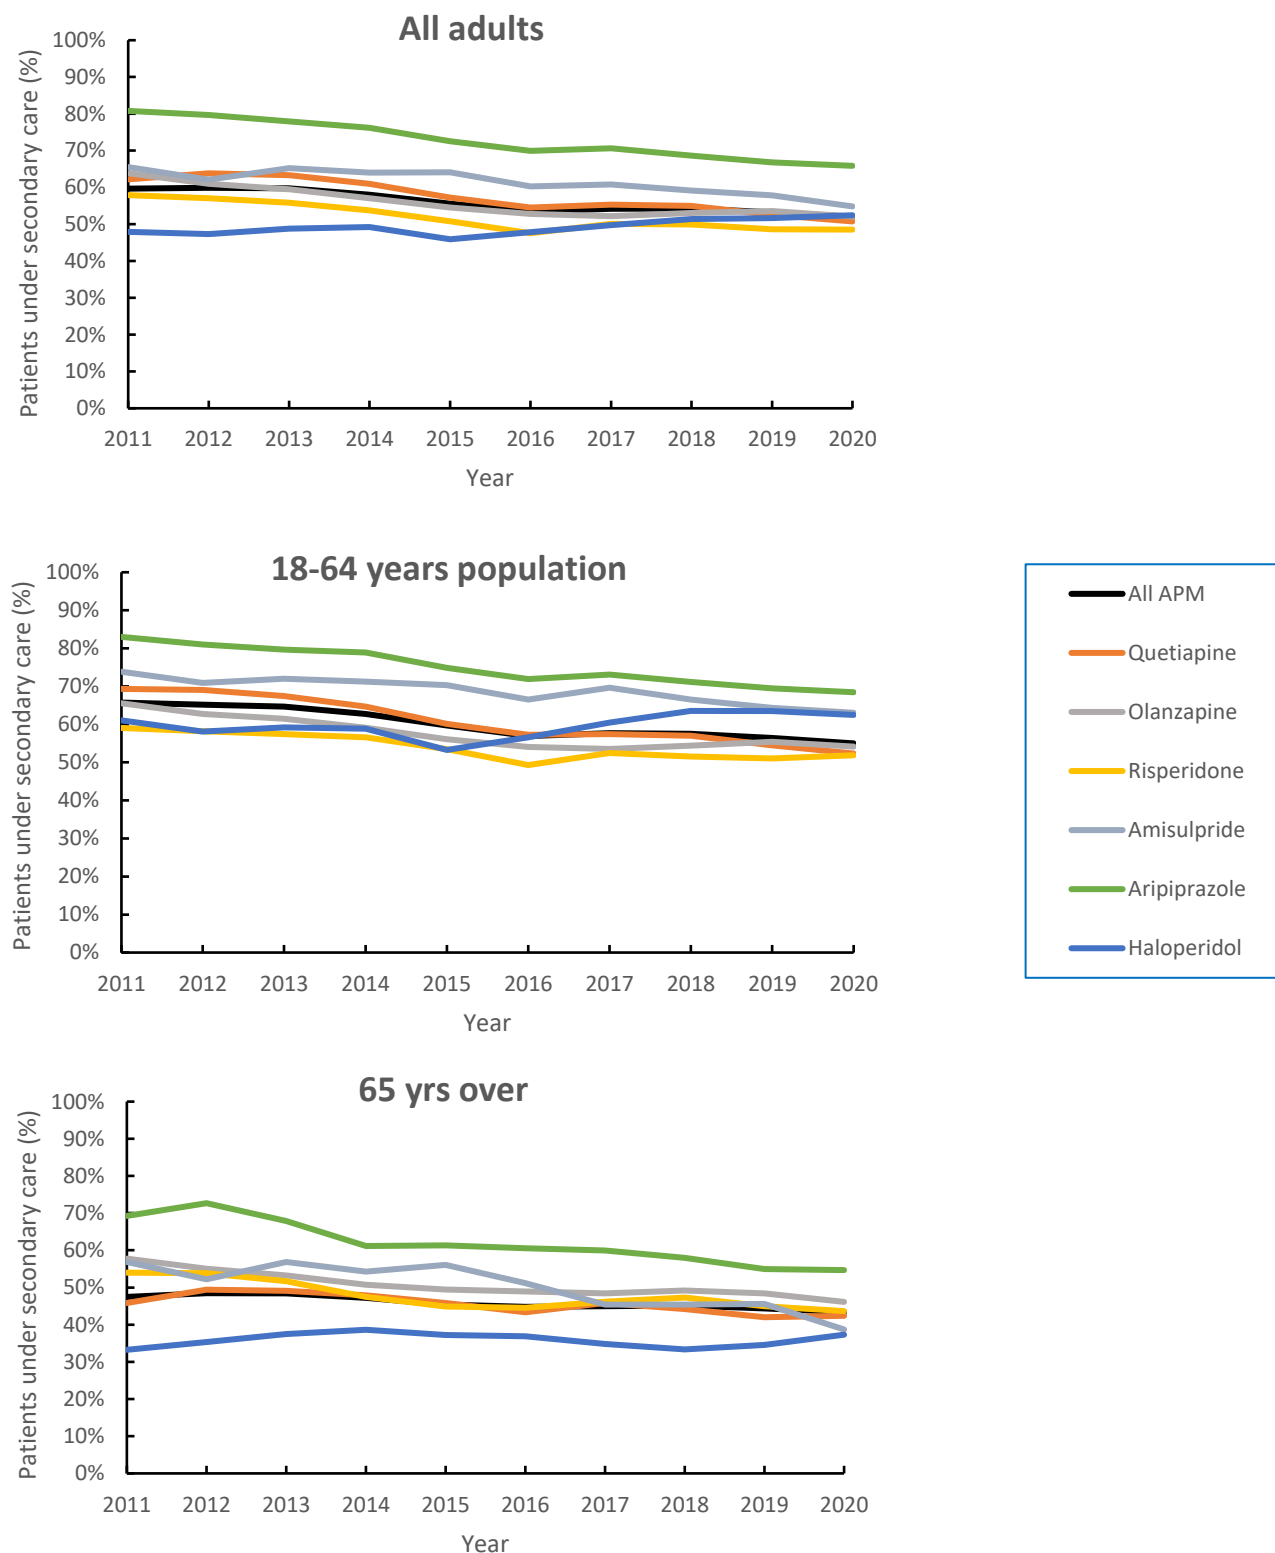 All adults
Patients under secondary care (%)
100%
90%
80%
70%
60%
50%
40%
30%
20%
10%
0%
2011 2012 2013 2014 2015 2016 2017 2018 2019 2020
Year
18-64 years population
Patients under secondary care (%)
100%
90%
80%
70%
60%
50%
40%
30%
20%
10%
0%
2011 2012 2013 2014 2015 2016 2017 2018 2019 2020
Year
All APM
Quetiapine
Olanzapine
Risperidone
Amisulpride
Aripiprazole
Haloperidol
65 yrs over
Patients under secondary care (%)
100%
90%
80%
70%
60%
50%
40%
30%
20%
10%
0%
2011 2012 2013 2014 2015 2016 2017 2018 2019 2020
Year